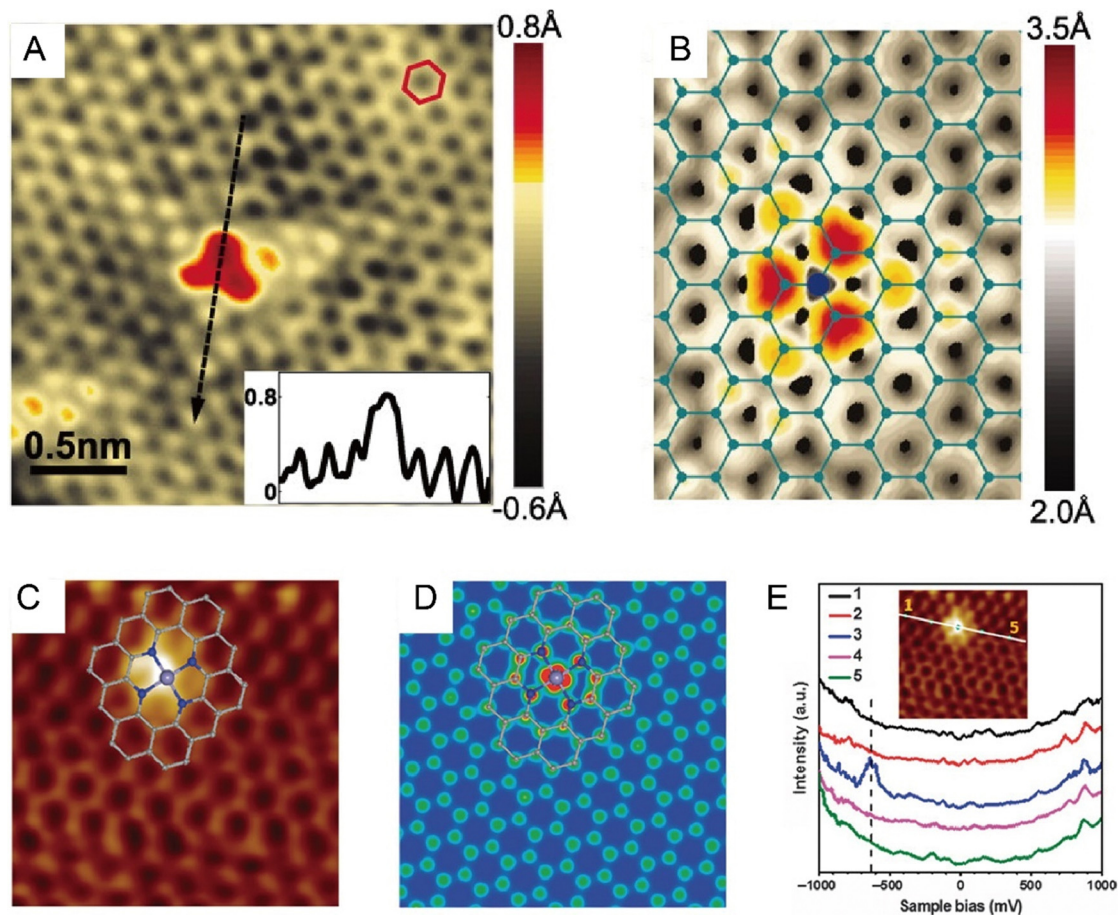 A
0.8Å
-0.6Å
0.5nm
0.8
0
B
3.5Å
2.0Å
C
D
E
1
2
3
4
5
1
5
Intensity (a.u.)
−1000
−500
0
500
1000
Sample bias (mV)